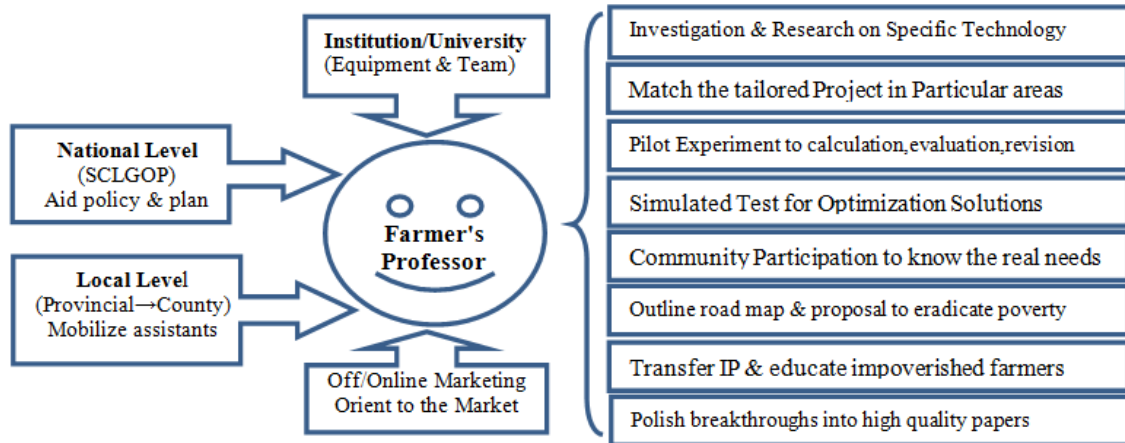 Institution/University
(Equipment & Team)
National Level
(SCLGOP)
Aid policy & plan
Local Level
(Provincial→County)
Mobilize assistants
Farmer's
Professor
Off/Online Marketing
Orient to the Market
Investigation & Research on Specific Technology
Match the tailored Project in Particular areas
Pilot Experiment to calculation,evaluation,revision
Simulated Test for Optimization Solutions
Community Participation to know the real needs
Outline road map & proposal to eradicate poverty
Transfer IP & educate impoverished farmers
Polish breakthroughs into high quality papers